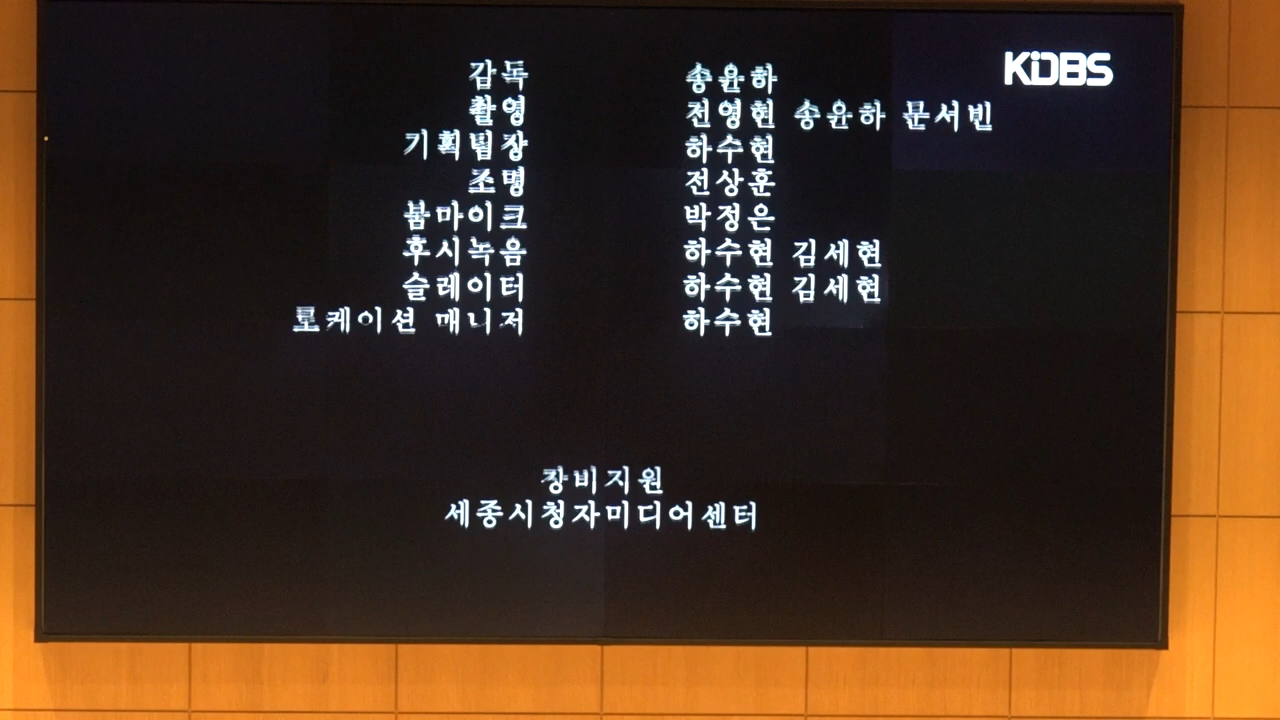 KiDBS
감독 송윤하
촬영 전영현 송윤하 문서빈
기획팀장 하수현
조명 전상훈
붐마이크 박정은
후시녹음 하수현 김세현
슬레이터 하수현 김세현
로케이션 매니저 하수현
장비지원
세종시청자미디어센터